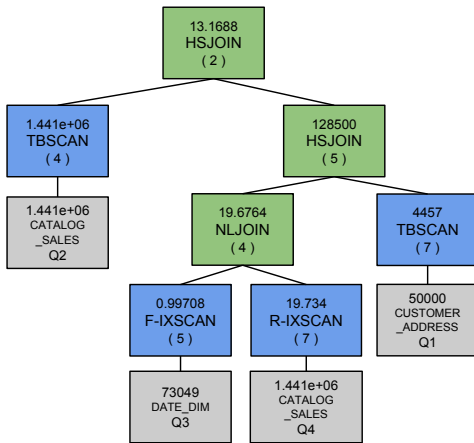 13.1688
HSJOIN
( 2 )
1.441e+06
TBSCAN
( 4 )
128500
HSJOIN
( 5 )
1.441e+06
CATALOG
_SALES
Q2
19.6764
NLJOIN
( 4 )
4457
TBSCAN
( 7 )
0.99708
F-IXSCAN
( 5 )
19.734
R-IXSCAN
( 7 )
50000
CUSTOMER
_ADDRESS
Q1
73049
DATE_DIM
Q3
1.441e+06
CATALOG
_SALES
Q4